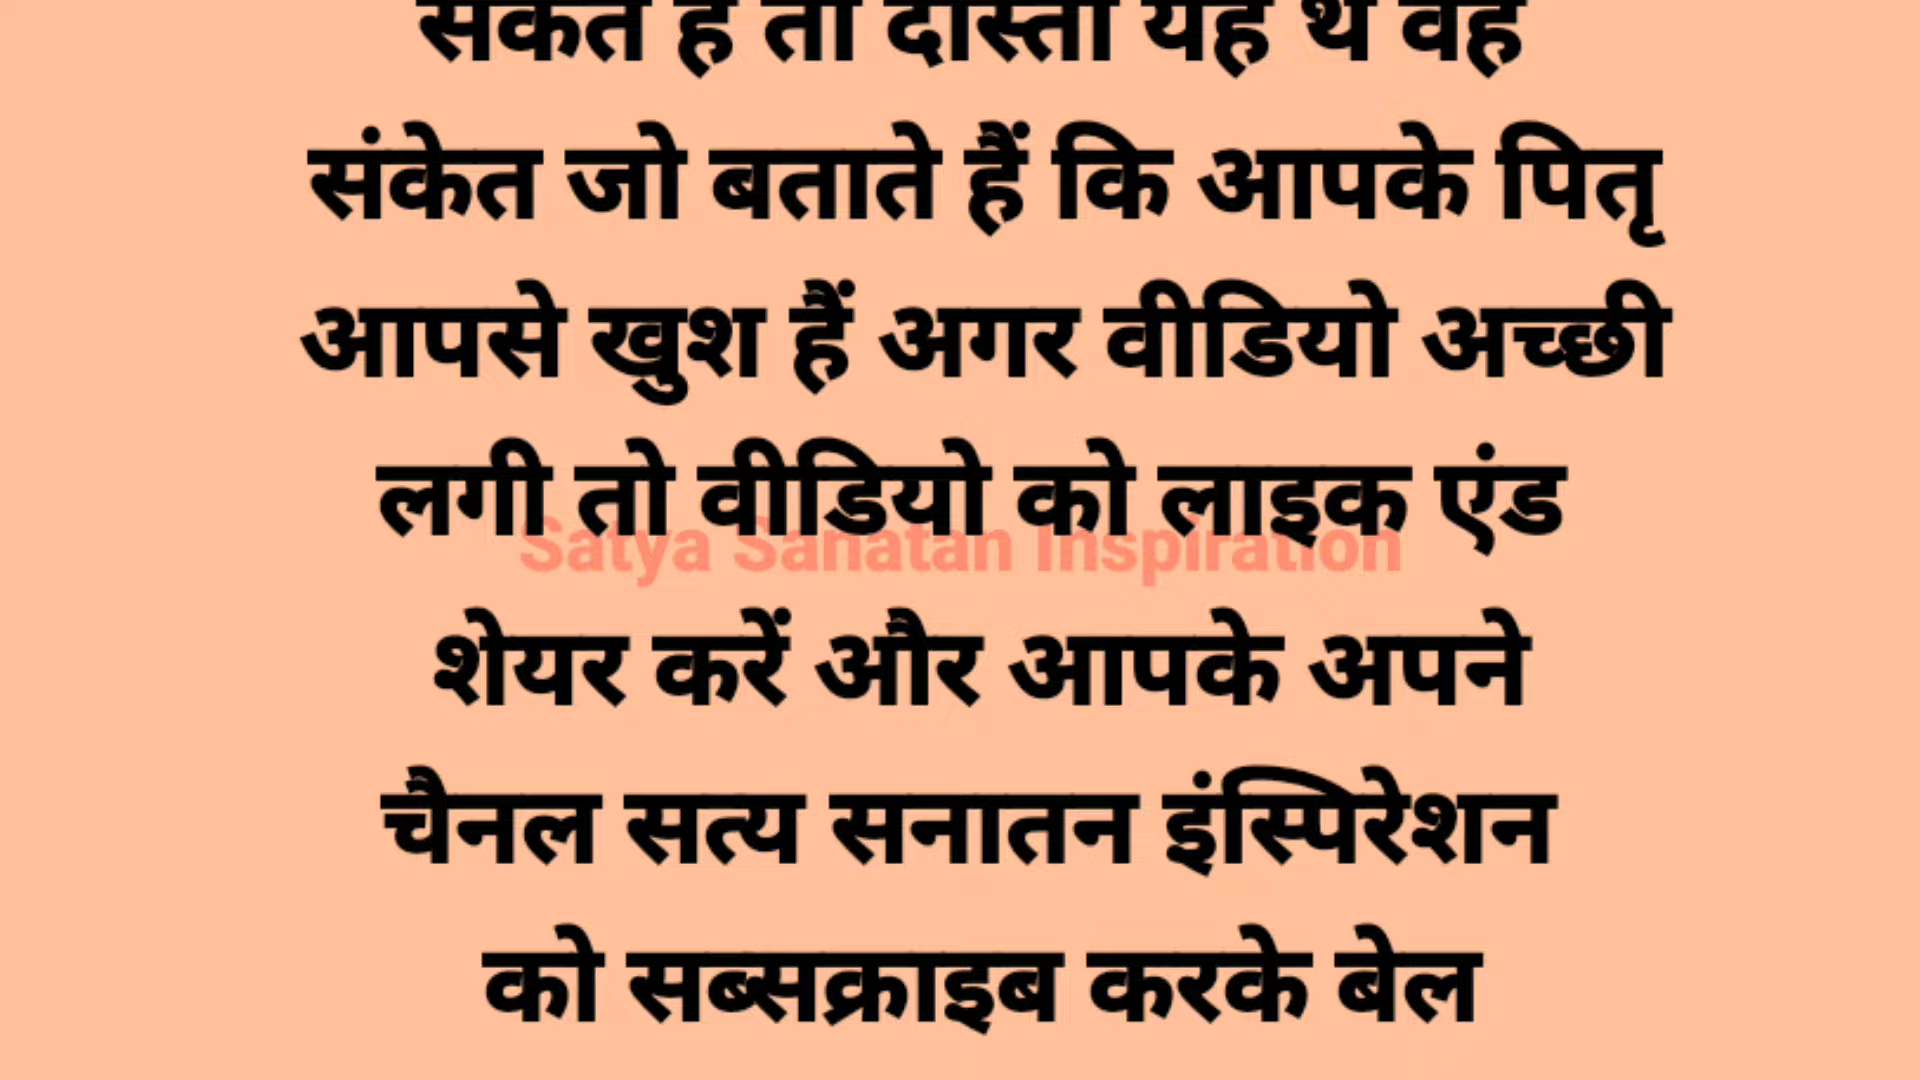 संकेत है तो दोस्तों यह थे वह
संकेत जो बताते हैं कि आपके पितृ
आपसे खुश हैं अगर वीडियो अच्छी
लगी तो वीडियो को लाइक एंड
Satya Sanatan Inspiration
शेयर करें और आपके अपने
चैनल सत्य सनातन इंस्पिरेशन
को सब्सक्राइब करके बेल